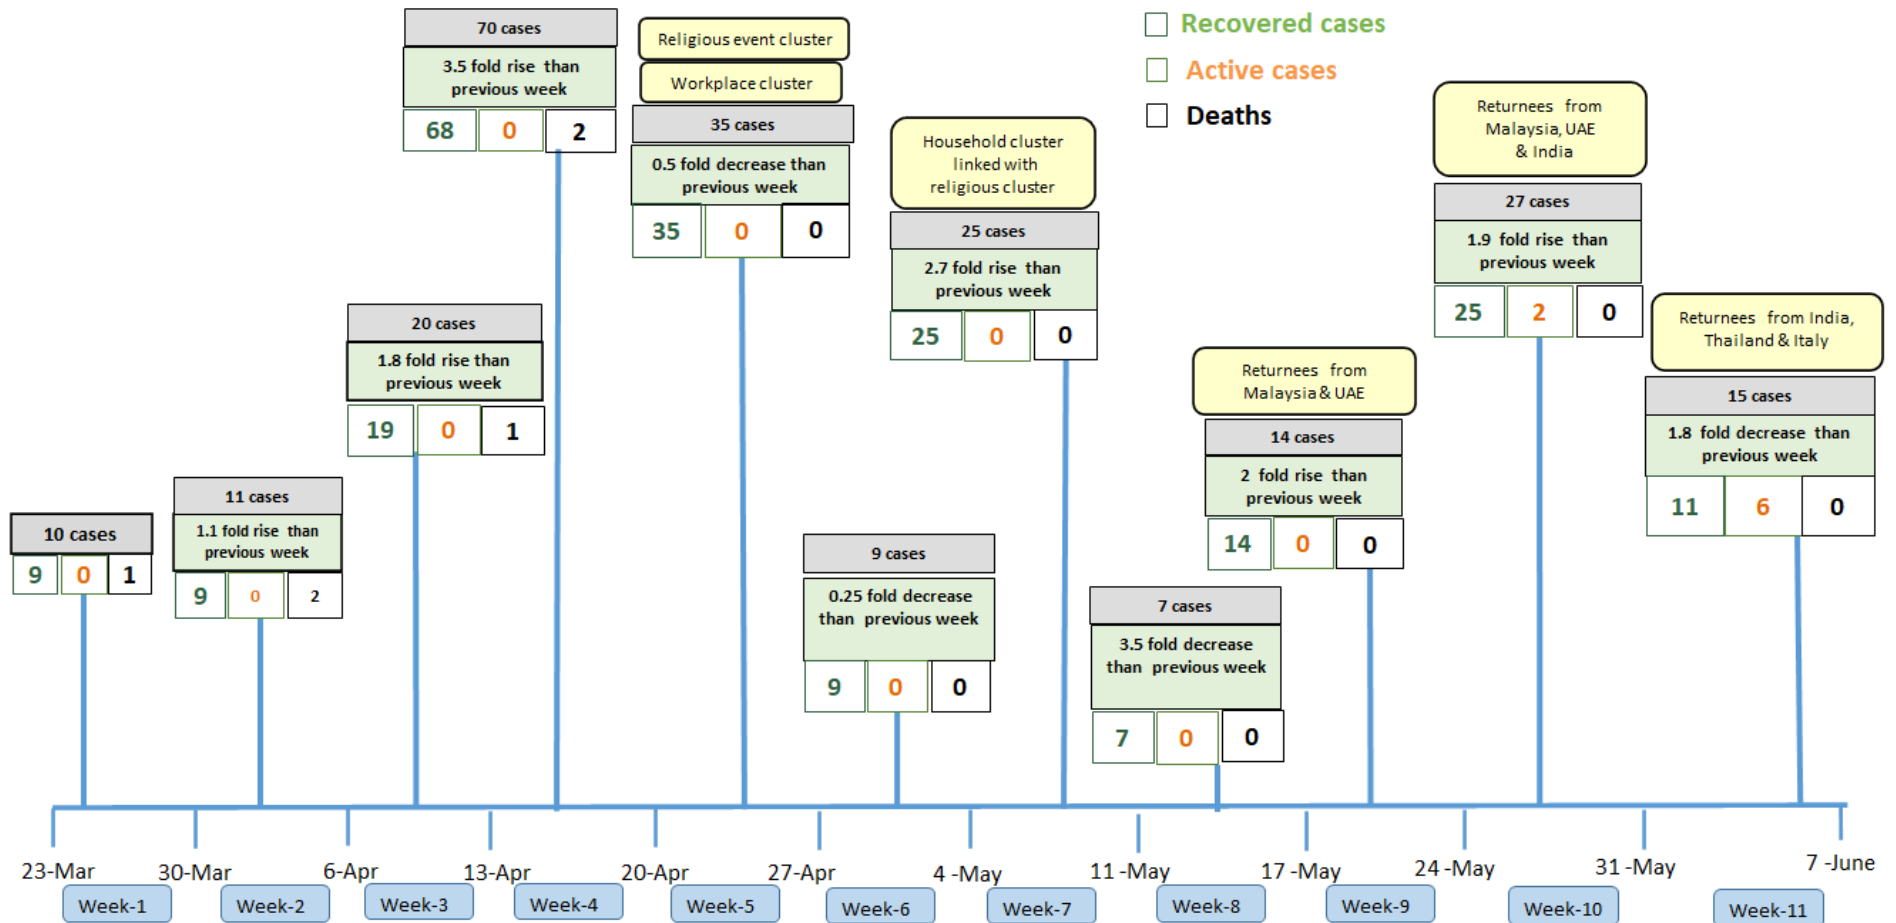 Recovered cases
Active cases
Deaths
10 cases
9 0 1
11 cases
1.1 fold rise than
previous week
9 0 2
20 cases
1.8 fold rise than
previous week
19 0 1
70 cases
3.5 fold rise than
previous week
68 0 2
Religious event cluster
Workplace cluster
35 cases
0.5 fold decrease than
previous week
35 0 0
9 cases
0.25 fold decrease
than previous week
9 0 0
Household cluster
linked with
religious cluster
25 cases
2.7 fold rise than
previous week
25 0 0
7 cases
3.5 fold decrease
than previous week
7 0 0
Returnees from
Malaysia & UAE
14 cases
2 fold rise than
previous week
14 0 0
Returnees from
Malaysia, UAE
& India
27 cases
1.9 fold rise than
previous week
25 2 0
Returnees from India,
Thailand & Italy
15 cases
1.8 fold decrease than
previous week
11 6 0
23-Mar 30-Mar 6-Apr 13-Apr 20-Apr 27-Apr 4 -May 11 -May 17 -May 24 -May 31 -May 7 -June
Week-1 Week-2 Week-3 Week-4 Week-5 Week-6 Week-7 Week-8 Week-9 Week-10 Week-11